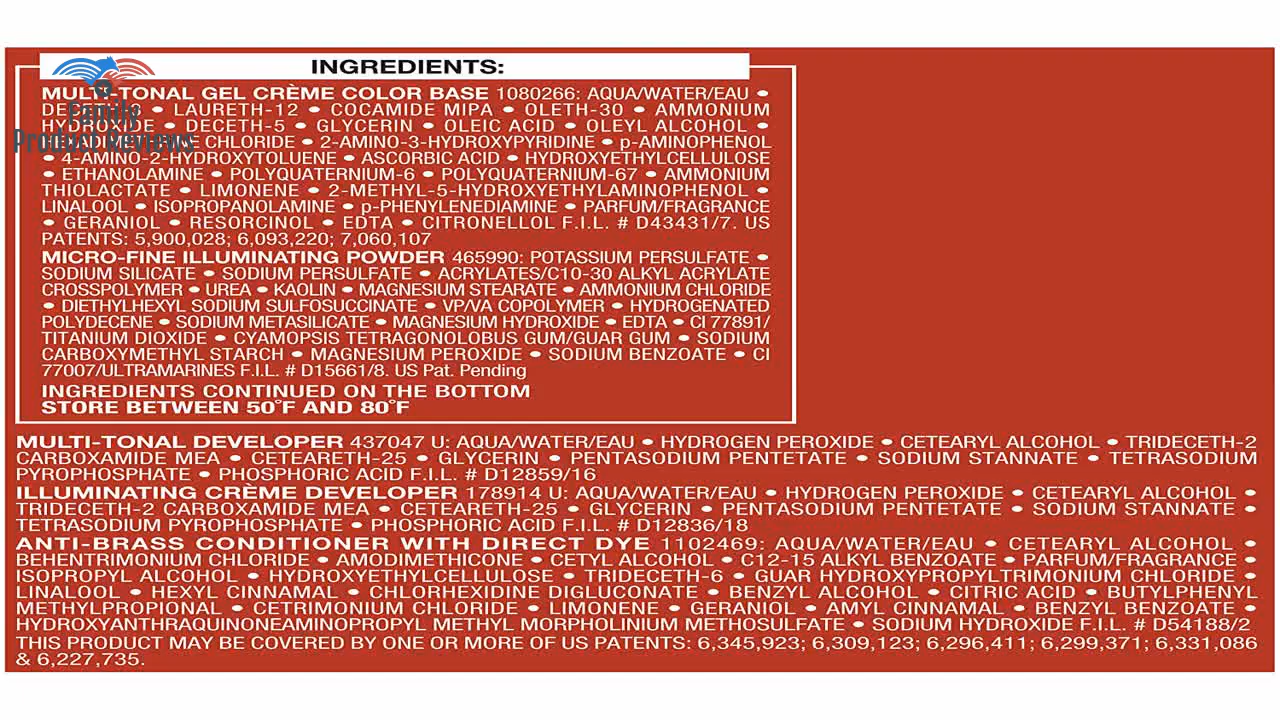 INGREDIENTS:
MULTI-TONAL GEL CRÈME COLOR BASE 1080266: AQUA/WATER/EAU •
• LAURETH-12 • COCAMIDE MIPA • OLETH-30 • AMMONIUM
HYDROXIDE • DECETH-5 • GLYCERIN • OLEIC ACID • OLEYL ALCOHOL •
CHLORIDE • 2-AMINO-3-HYDROXYPYRIDINE • p-AMINOPHENOL
• 4-AMINO-2-HYDROXYTOLUENE • ASCORBIC ACID • HYDROXYETHYLCELLULOSE
• ETHANOLAMINE • POLYQUATERNIUM-6 • POLYQUATERNIUM-67 • AMMONIUM
THIOLACTATE • LIMONENE • 2-METHYL-5-HYDROXYETHYLAMINOPHENOL •
LINALOOL • ISOPROPANOLAMINE • p-PHENYLENEDIAMINE • PARFUM/FRAGRANCE
• GERANIOL • RESORCINOL • EDTA • CITRONELLOL F.I.L. # D43431/7. US
PATENTS: 5,900,028; 6,093,220; 7,060,107
MICRO-FINE ILLUMINATING POWDER 465990: POTASSIUM PERSULFATE •
SODIUM SILICATE • SODIUM PERSULFATE • ACRYLATES/C10-30 ALKYL ACRYLATE
CROSSPOLYMER • UREA • KAOLIN • MAGNESIUM STEARATE • AMMONIUM CHLORIDE
• DIETHYLHEXYL SODIUM SULFOSUCCINATE • VP/VA COPOLYMER • HYDROGENATED
POLYDECENE • SODIUM METASILICATE • MAGNESIUM HYDROXIDE • EDTA • CI 77891/
TITANIUM DIOXIDE • CYAMOPSIS TETRAGONOLOBUS GUM/GUAR GUM • SODIUM
CARBOXYMETHYL STARCH • MAGNESIUM PEROXIDE • SODIUM BENZOATE • CI
77007/ULTRAMARINES F.I.L. # D15661/8. US Pat. Pending
INGREDIENTS CONTINUED ON THE BOTTOM
STORE BETWEEN 50°F AND 80°F
Family
Product Reviews
MULTI-TONAL DEVELOPER 437047 U: AQUA/WATER/EAU • HYDROGEN PEROXIDE • CETEARYL ALCOHOL • TRIDECETH-2
CARBOXAMIDE MEA • CETEARETH-25 • GLYCERIN • PENTASODIUM PENTETATE • SODIUM STANNATE • TETRASODIUM
PYROPHOSPHATE • PHOSPHORIC ACID F.I.L. # D12859/16
ILLUMINATING CRÈME DEVELOPER 178914 U: AQUA/WATER/EAU • HYDROGEN PEROXIDE • CETEARYL ALCOHOL •
TRIDECETH-2 CARBOXAMIDE MEA • CETEARETH-25 • GLYCERIN • PENTASODIUM PENTETATE • SODIUM STANNATE •
TETRASODIUM PYROPHOSPHATE • PHOSPHORIC ACID F.I.L. # D12836/18
ANTI-BRASS CONDITIONER WITH DIRECT DYE 1102469: AQUA/WATER/EAU • CETEARYL ALCOHOL •
BEHENTRIMONIUM CHLORIDE • AMODIMETHICONE • CETYL ALCOHOL • C12-15 ALKYL BENZOATE • PARFUM/FRAGRANCE •
ISOPROPYL ALCOHOL • HYDROXYETHYLCELLULOSE • TRIDECETH-6 • GUAR HYDROXYPROPYLTRIMONIUM CHLORIDE •
LINALOOL • HEXYL CINNAMAL • CHLORHEXIDINE DIGLUCONATE • BENZYL ALCOHOL • CITRIC ACID • BUTYLPHENYL
METHYLPROPIONAL • CETRIMONIUM CHLORIDE • LIMONENE • GERANIOL • AMYL CINNAMAL • BENZYL BENZOATE •
HYDROXYANTHRAQUINONEAMINOPROPYL METHYL MORPHOLINIUM METHOSULFATE • SODIUM HYDROXIDE F.I.L. # D54188/2
THIS PRODUCT MAY BE COVERED BY ONE OR MORE OF US PATENTS: 6,345,923; 6,309,123; 6,296,411; 6,299,371; 6,331,086
& 6,227,735.